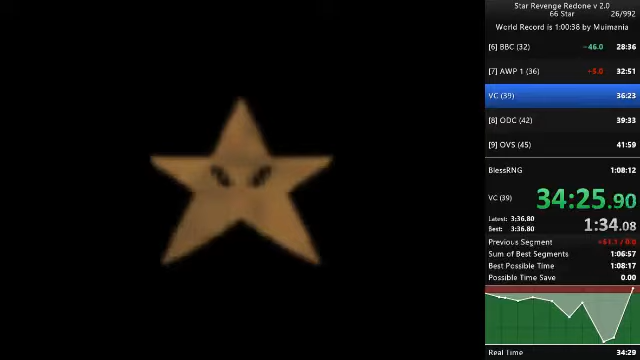 Star Revenge Redone v 2.0
66 Star 26/992
World Record is 1:00:38 by Muimania
[6] BBC (32) −46.0 28:36
[7] AWP 1 (36) +5.0 32:51
VC (39) 36:23
[8] ODC (42) 39:33
[9] OVS (45) 41:59
BlessRNG 1:08:12
VC (39) 34:25.90
Latest: 3:36.80
Best: 3:36.80 1:34.08
Previous Segment +51.1 / 0.0
Sum of Best Segments 1:06:57
Best Possible Time 1:08:17
Possible Time Save 0.00
Real Time 34:29